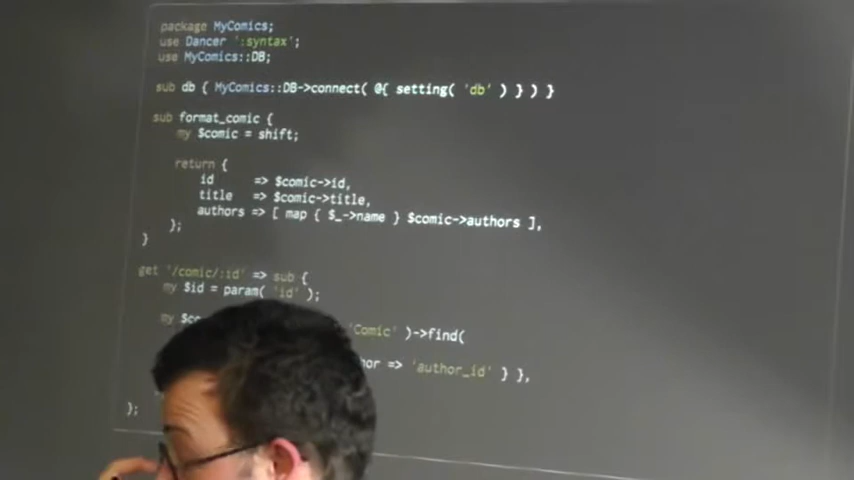 package MyComics;
use Dancer ':syntax';
use MyComics::DB;
sub db { MyComics::DB->connect( @{ setting( 'db' ) } ) }
sub format_comic {
my $comic = shift;
return {
id => $comic->id,
title => $comic->title,
authors => [ map { $_->name } $comic->authors ],
};
}
get '/comic/:id' => sub {
my $id = param( 'id' );
my 'Comic' )->find(
=> 'author_id' } },
);